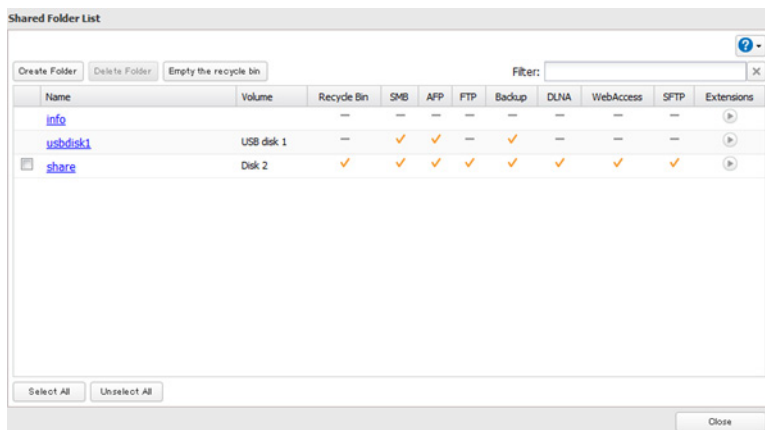 Shared Folder List
?
Create Folder Delete Folder Empty the recycle bin Filter:
Name Volume Recycle Bin SMB AFP FTP Backup DLNA WebAccess SFTP Extensions
info — — — — — — — —
usbdisk1 USB disk 1 — ✓ ✓ — ✓ — — —
share Disk 2 ✓ ✓ ✓ ✓ ✓ ✓ ✓ ✓
Select All Unselect All
Close